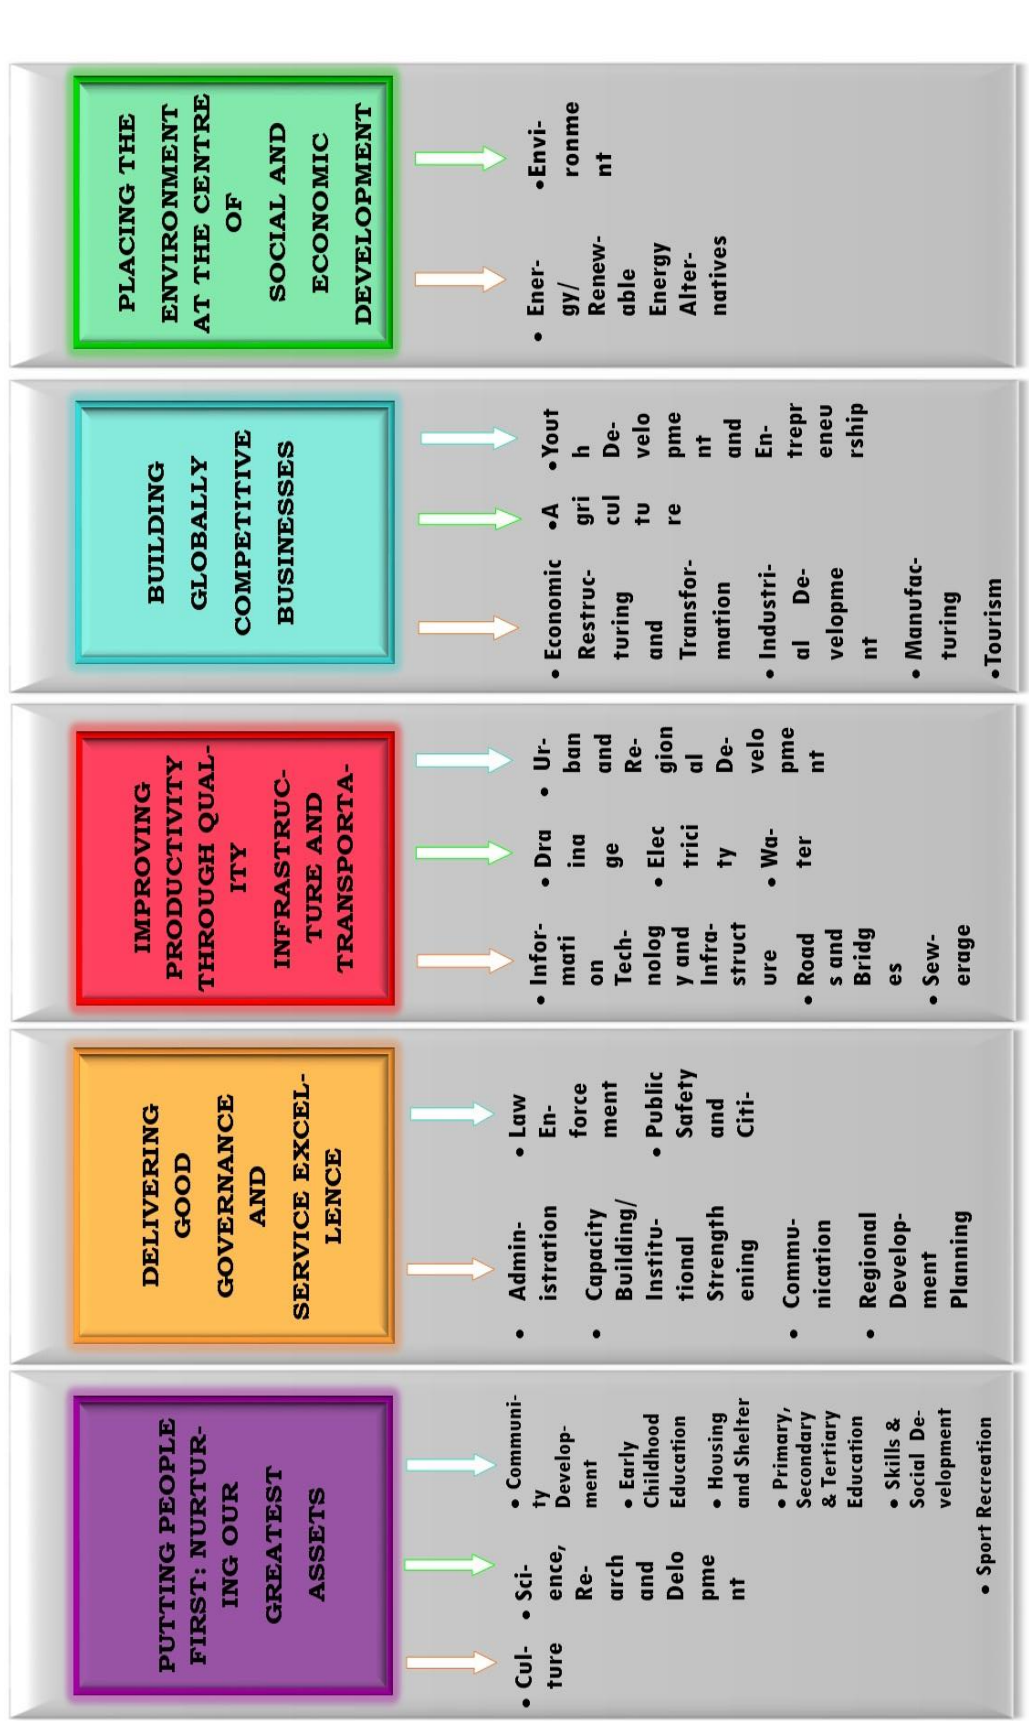 PUTTING PEOPLE
FIRST: NURTUR-
ING OUR
GREATEST
ASSETS
• Cul-
ture
• Sci-
ence,
Re-
arch
and
Delo
pme
nt
• Communi-
ty
Develop-
ment
• Early
Childhood
Education
• Housing
and Shelter
• Primary,
Secondary
& Tertiary
Education
• Skills &
Social De-
velopment
• Sport Recreation
DELIVERING
GOOD
GOVERNANCE
AND
SERVICE EXCEL-
LENCE
• Admin-
istration
• Capacity
Building/
Institu-
tional
Strength
ening
• Commu-
nication
• Regional
Develop-
ment
Planning
• Law
En-
force
ment
• Public
Safety
and
Citi-
IMPROVING
PRODUCTIVITY
THROUGH QUAL-
ITY
INFRASTRUC-
TURE AND
TRANSPORTA-
• Infor-
mati
on
Tech-
nolog
y and
Infra-
struct
ure
• Road
s and
Bridg
es
• Sew-
erage
• Dra
ina
ge
• Elec
trici
ty
• Wa-
ter
• Ur-
ban
and
Re-
gion
al
De-
velo
pme
nt
BUILDING
GLOBALLY
COMPETITIVE
BUSINESSES
• Economic
Restruc-
turing
and
Transfor-
mation
• Industri-
al De-
velopme
nt
• Manufac-
turing
•Tourism
•A
gri
cul
tu
re
•Yout
h
De-
velo
pme
nt
and
En-
trepr
eneu
rship
PLACING THE
ENVIRONMENT
AT THE CENTRE
OF
SOCIAL AND
ECONOMIC
DEVELOPMENT
• Ener-
gy/
Renew-
able
Energy
Alter-
natives
•Envi-
ronme
nt